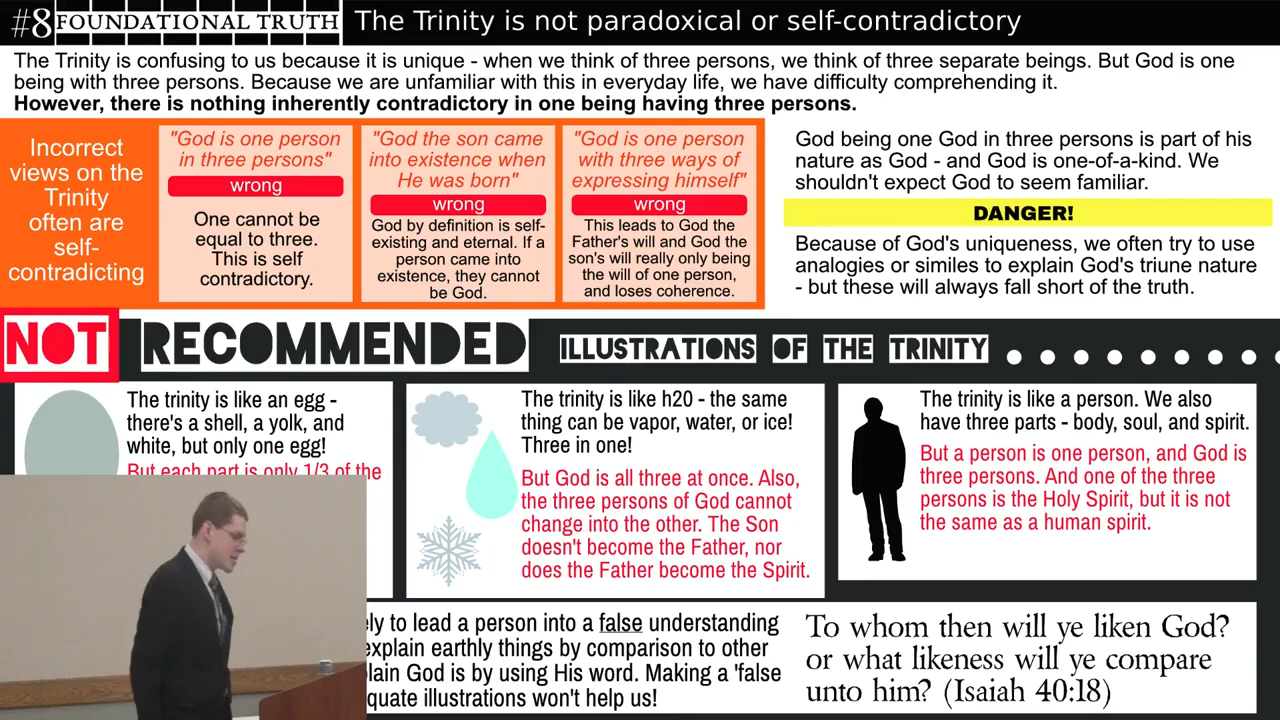 #8 FOUNDATIONAL TRUTH The Trinity is not paradoxical or self-contradictory
The Trinity is confusing to us because it is unique - when we think of three persons, we think of three separate beings. But God is one
being with three persons. Because we are unfamiliar with this in everyday life, we have difficulty comprehending it.
However, there is nothing inherently contradictory in one being having three persons.
Incorrect
views on the
Trinity
often are
self-
contradicting
"God is one person
in three persons"
wrong
One cannot be
equal to three.
This is self
contradictory.
"God the son came
into existence when
He was born"
wrong
God by definition is self-
existing and eternal. If a
person came into
existence, they cannot
be God.
"God is one person
with three ways of
expressing himself"
wrong
This leads to God the
Father's will and God the
son's will really only being
the will of one person,
and loses coherence.
God being one God in three persons is part of his
nature as God - and God is one-of-a-kind. We
shouldn't expect God to seem familiar.
DANGER!
Because of God's uniqueness, we often try to use
analogies or similes to explain God's triune nature
- but these will always fall short of the truth.
NOT RECOMMENDED ILLUSTRATIONS OF THE TRINITY
The trinity is like an egg -
there's a shell, a yolk, and
white, but only one egg!
But each part is only 1/3 of the
The trinity is like h20 - the same
thing can be vapor, water, or ice!
Three in one!
But God is all three at once. Also,
the three persons of God cannot
change into the other. The Son
doesn't become the Father, nor
does the Father become the Spirit.
The trinity is like a person. We also
have three parts - body, soul, and spirit.
But a person is one person, and God is
three persons. And one of the three
persons is the Holy Spirit, but it is not
the same as a human spirit.
ly to lead a person into a false understanding
explain earthly things by comparison to other
lain God is by using His word. Making a 'false
quate illustrations won't help us!
To whom then will ye liken God?
or what likeness will ye compare
unto him? (Isaiah 40:18)